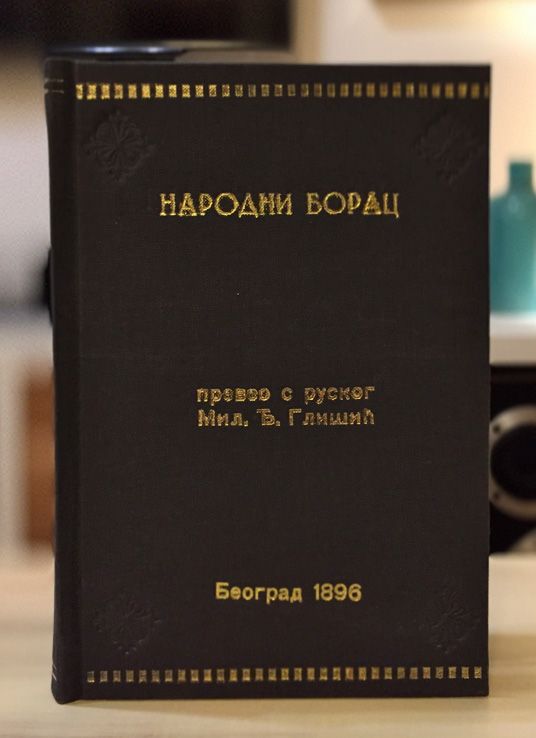 НАРОДНИ БОРАЦ
превео с руског
Мил. Ђ. Глишић
Београд 1896